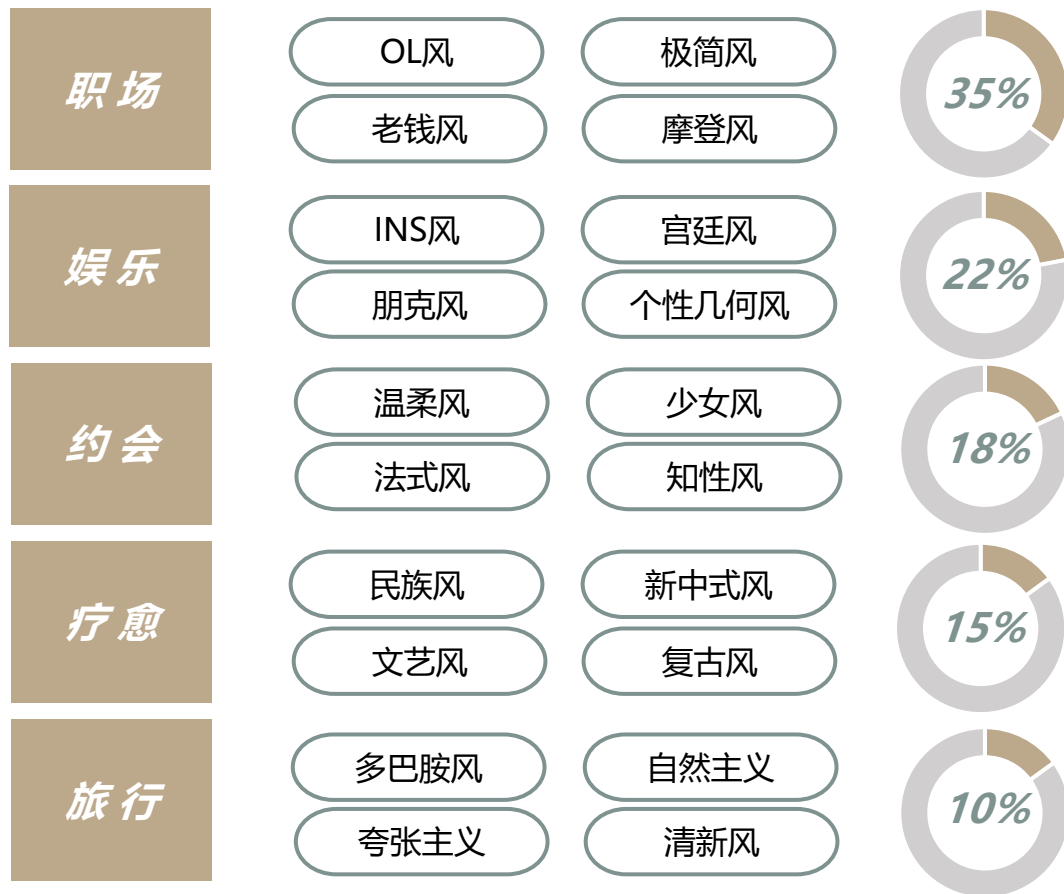 职场
OL风
极简风
老钱风
摩登风
35%
娱乐
INS风
宫廷风
朋克风
个性几何风
22%
约会
温柔风
少女风
法式风
知性风
18%
疗愈
民族风
新中式风
文艺风
复古风
15%
旅行
多巴胺风
自然主义
夸张主义
清新风
10%